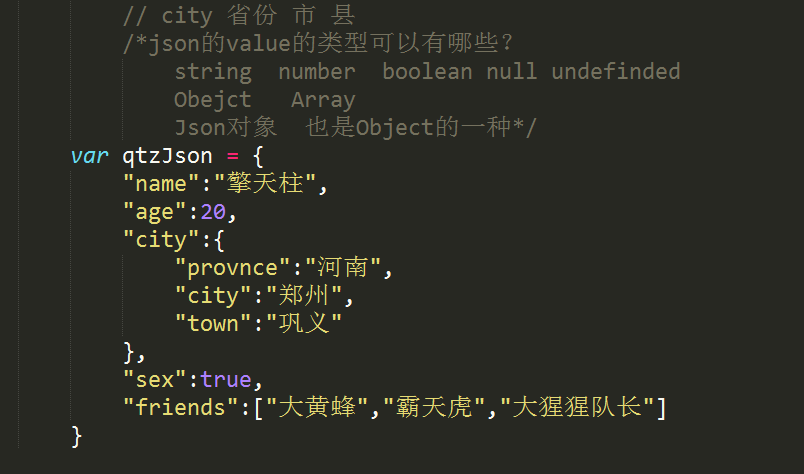 // city 省份 市 县
/*json的value的类型可以有哪些？
string number boolean null undefinded
Obejct Array
Json对象 也是Object的一种*/
var qtzJson = {
"name":"擎天柱",
"age":20,
"city":{
"provnce":"河南",
"city":"郑州",
"town":"巩义"
},
"sex":true,
"friends":["大黄蜂","霸天虎","大猩猩队长"]
}